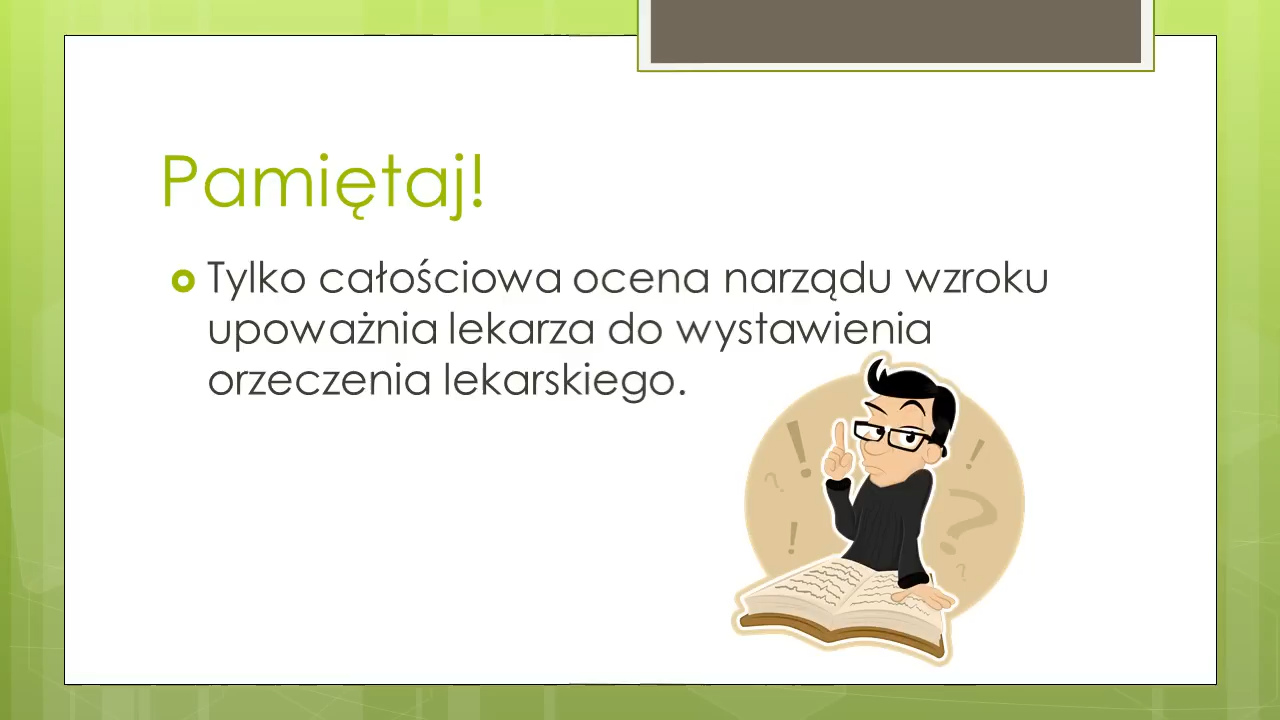 Pamiętaj!
Tylko całościowa ocena narządu wzroku
upoważnia lekarza do wystawienia
orzeczenia lekarskiego.